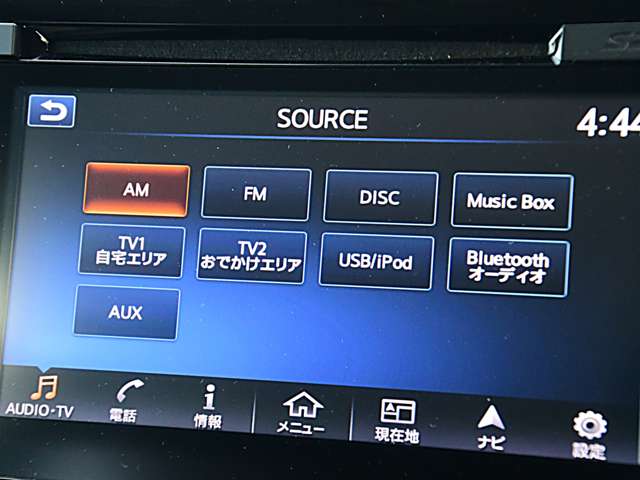 SOURCE
4:44
AM
FM
DISC
Music Box
TV1
自宅エリア
TV2
おでかけエリア
USB/iPod
Bluetooth
オーディオ
AUX
AUDIO・TV
電話
情報
メニュー
現在地
ナビ
設定